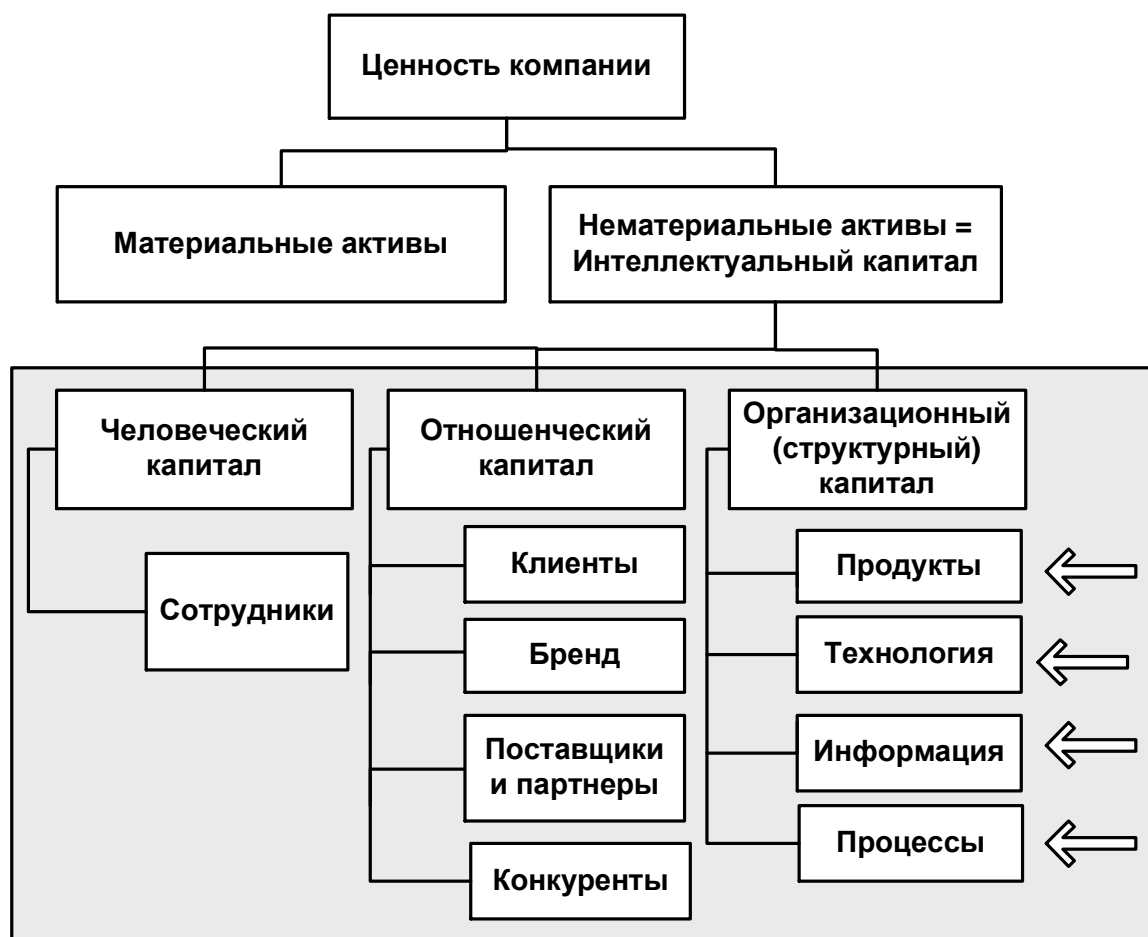 Ценность компании
Материальные активы
Нематериальные активы =
Интеллектуальный капитал
Человеческий
капитал
Отношенческий
капитал
Организационный
(структурный)
капитал
Сотрудники
Клиенты
Бренд
Поставщики
и партнеры
Конкуренты
Продукты
Технология
Информация
Процессы